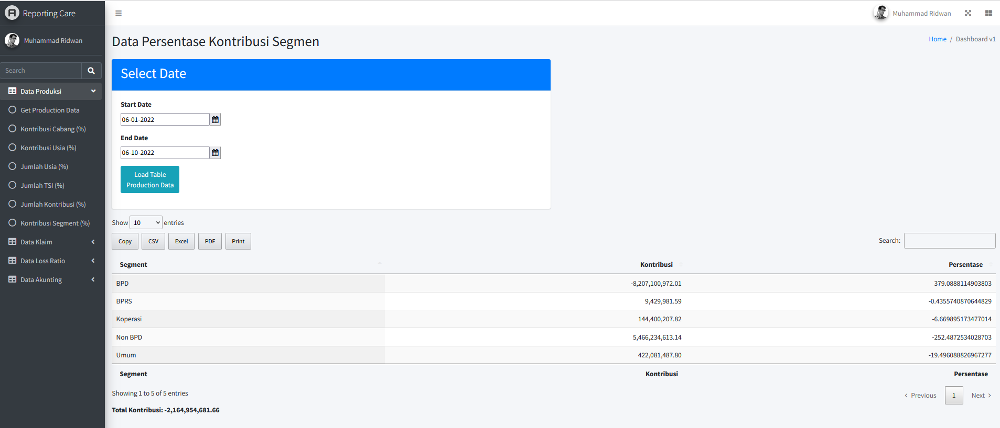 Reporting Care
Muhammad Ridwan
Search
Data Produksi
Get Production Data
Kontribusi Cabang (%)
Kontribusi Usia (%)
Jumlah Usia (%)
Jumlah TSI (%)
Jumlah Kontribusi (%)
Kontribusi Segment (%)
Data Klaim
Data Loss Ratio
Data Akunting
Muhammad Ridwan
Data Persentase Kontribusi Segmen
Home / Dashboard v1
Select Date
Start Date
06-01-2022
End Date
06-10-2022
Load Table
Production Data
Show 10 entries
Copy CSV Excel PDF Print
Search:
Segment Kontribusi Persentase
BPD -8,207,100,972.01 379.0888114903803
BPRS 9,429,981.59 -0.4355740870644829
Koperasi 144,400,207.82 -6.669895173477014
Non BPD 5,466,234,613.14 -252.4872534028703
Umum 422,081,487.80 -19.496088826967277
Segment Kontribusi Persentase
Showing 1 to 5 of 5 entries
Previous 1 Next
Total Kontribusi: -2,164,954,681.66